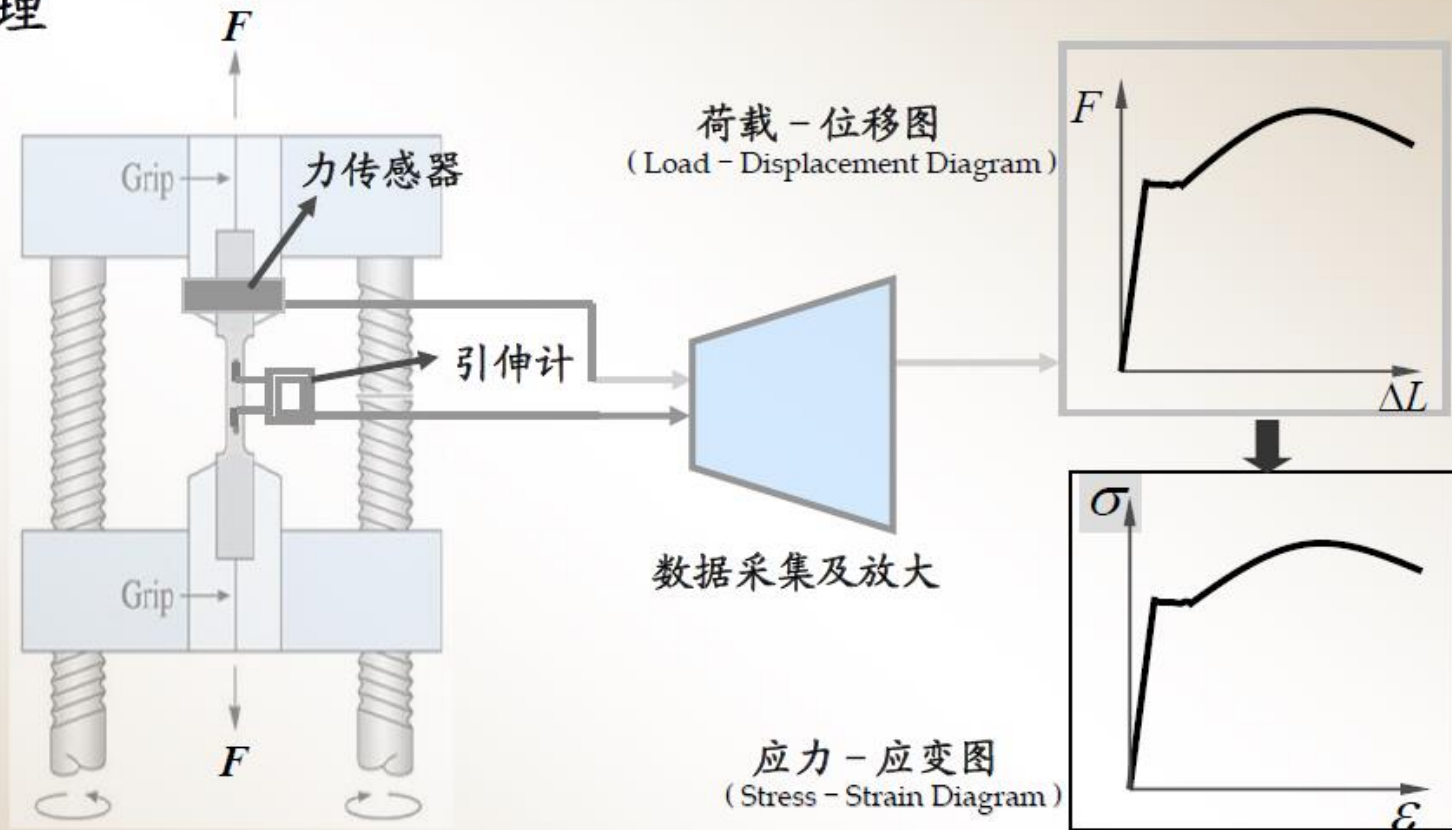 理
F
Grip
力传感器
荷载－位移图
( Load－Displacement Diagram )
F
ΔL
引伸计
数据采集及放大
Grip
F
σ
ε
应力－应变图
( Stress－Strain Diagram )